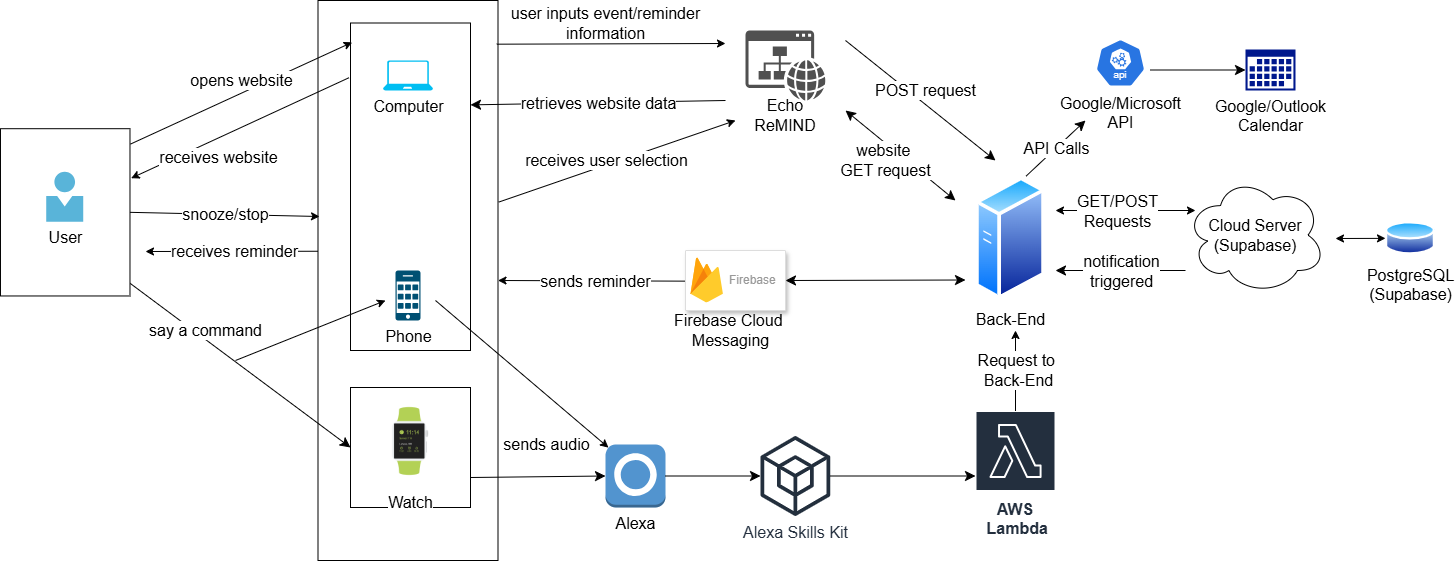 user inputs event/reminder
information
opens website
Computer
retrieves website data
Echo
ReMIND
POST request
api
Google/Microsoft
API
Google/Outlook
Calendar
API Calls
receives website
receives user selection
website
GET request
User
snooze/stop
receives reminder
GET/POST
Requests
Cloud Server
(Supabase)
notification
triggered
PostgreSQL
(Supabase)
sends reminder
Firebase
Firebase Cloud
Messaging
Back-End
say a command
Phone
Request to
Back-End
11:14
Watch
sends audio
Alexa
Alexa Skills Kit
AWS
Lambda